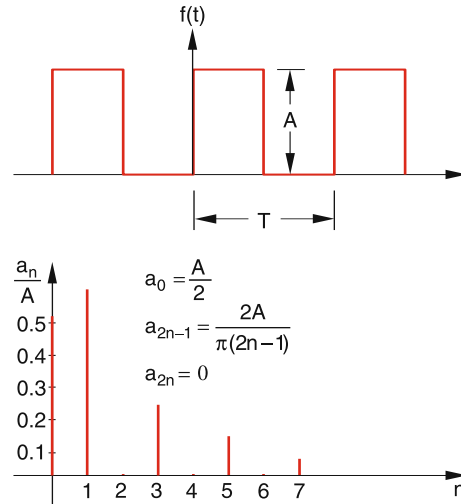 f(t)
A
T
a_n/A
a_0 = A/2
a_{2n-1} = 2A/π(2n-1)
a_{2n} = 0
0.5
0.4
0.3
0.2
0.1
1 2 3 4 5 6 7